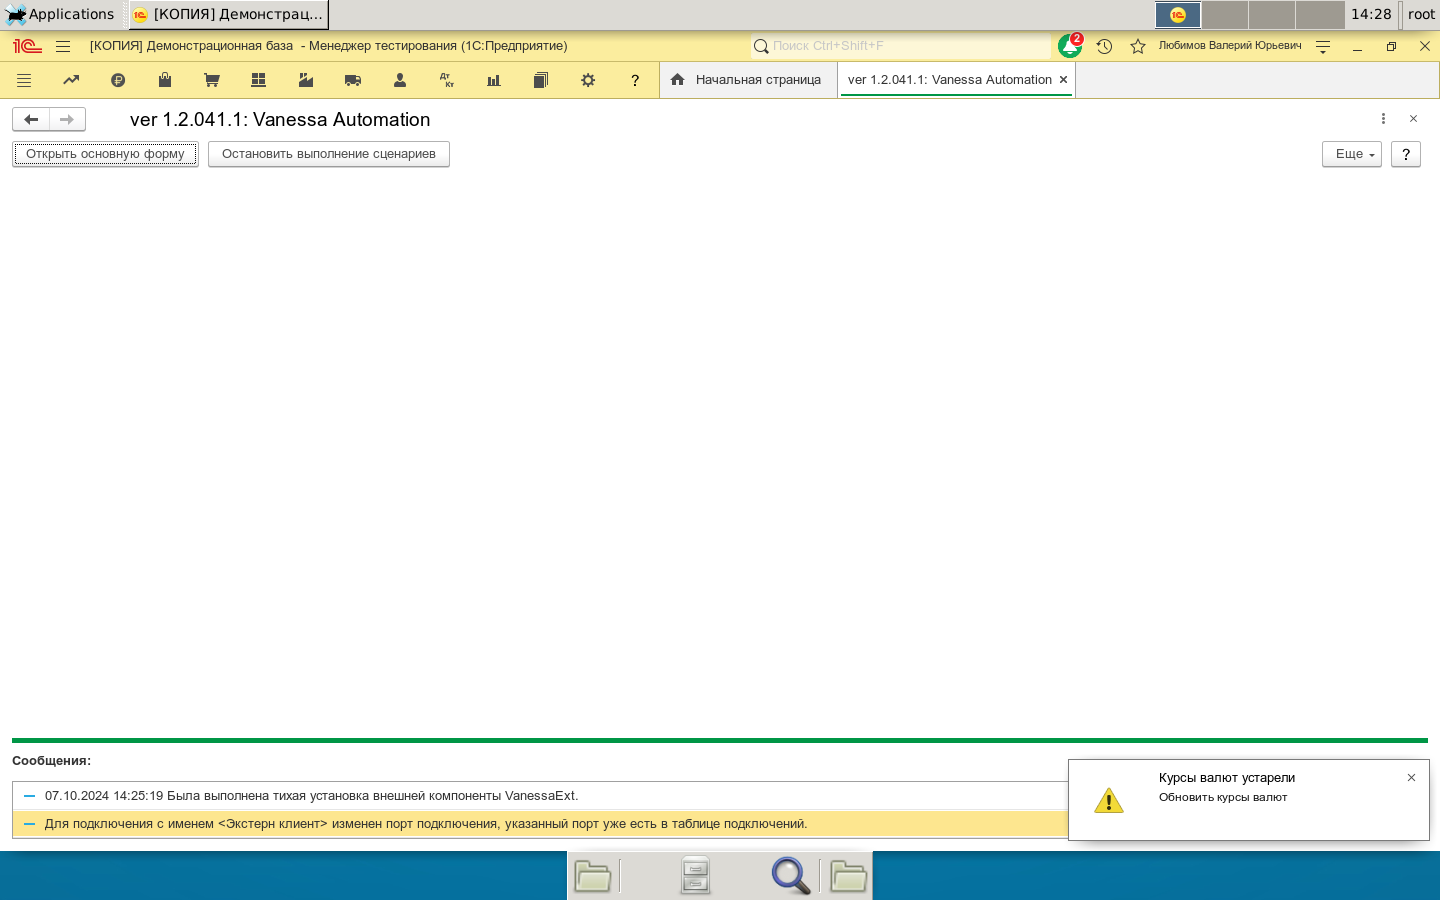 Applications
[КОПИЯ] Демонстрац...
14:28
root
[КОПИЯ] Демонстрационная база - Менеджер тестирования (1С:Предприятие)
Поиск Ctrl+Shift+F
2
Любимов Валерий Юрьевич
Дт Кт
?
Начальная страница
ver 1.2.041.1: Vanessa Automation
ver 1.2.041.1: Vanessa Automation
Открыть основную форму
Остановить выполнение сценариев
Еще
?
Сообщения:
07.10.2024 14:25:19 Была выполнена тихая установка внешней компоненты VanessaExt.
Для подключения с именем <Экстерн клиент> изменен порт подключения, указанный порт уже есть в таблице подключений.
Курсы валют устарели
Обновить курсы валют